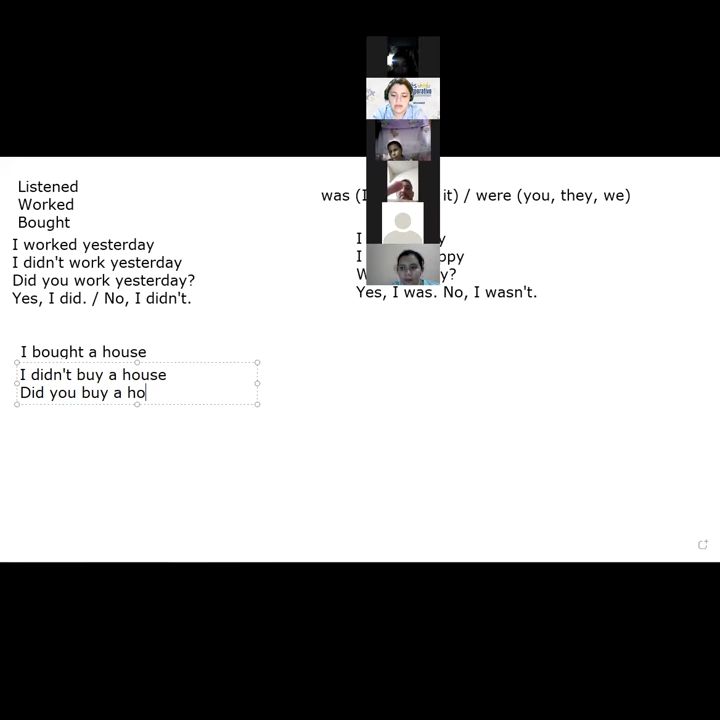 Listened
Worked
Bought
I worked yesterday
I didn't work yesterday
Did you work yesterday?
Yes, I did. / No, I didn't.
I bought a house
I didn't buy a house
Did you buy a ho
was (I it) / were (you, they, we)
I
I
Yes, I was. No, I wasn't.